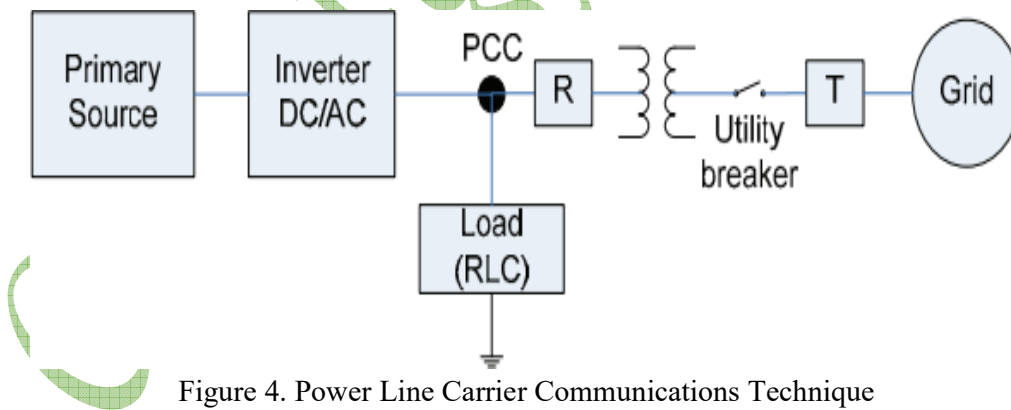 Primary
Source
Inverter
DC/AC
PCC
R
Utility
breaker
T
Grid
Load
(RLC)
Figure 4. Power Line Carrier Communications Technique